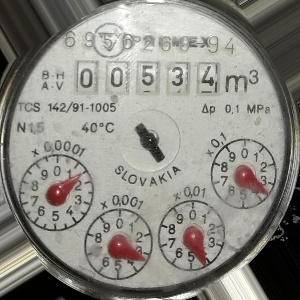 B-H
A-V
00534 m³
TCS 142/91-1005
Δp 0,1 MPa
N1,5 40°C
SLOVAKIA
x 0,0001
x 0,001
x 0,01
x 0,1